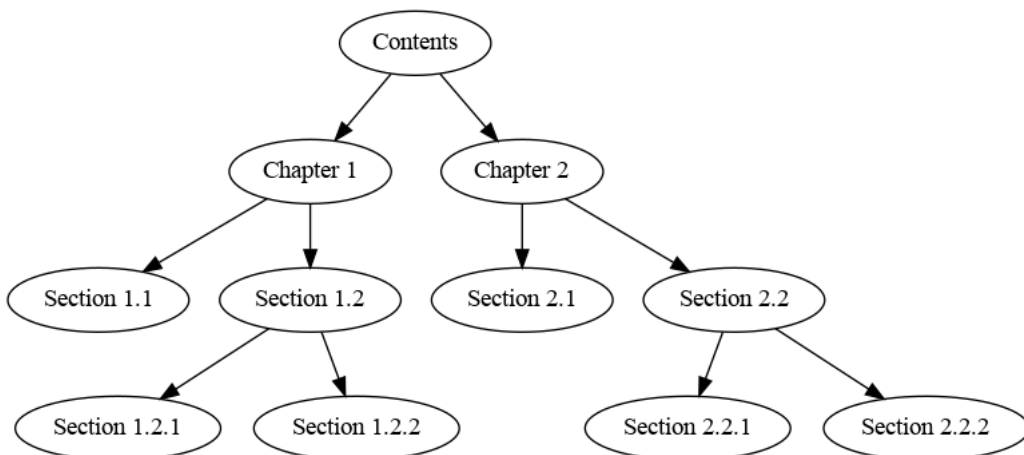 Contents
Chapter 1
Chapter 2
Section 1.1
Section 1.2
Section 2.1
Section 2.2
Section 1.2.1
Section 1.2.2
Section 2.2.1
Section 2.2.2